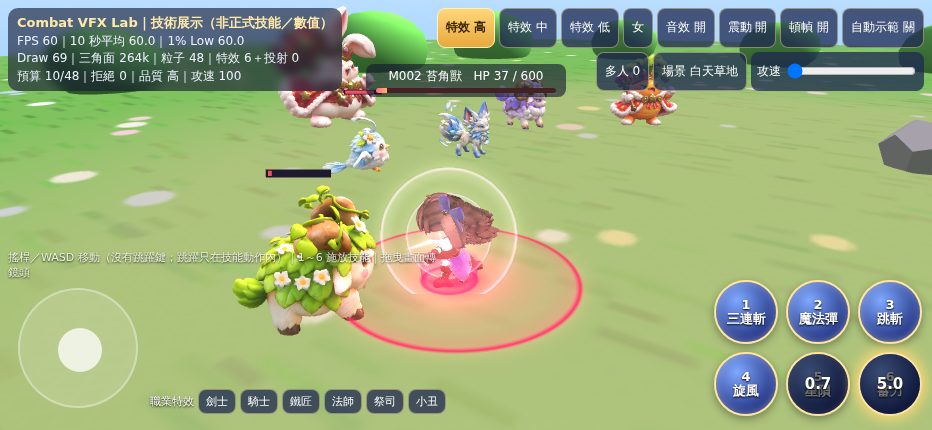 Combat VFX Lab｜技術展示（非正式技能／數值）
FPS 60｜10 秒平均 60.0｜1% Low 60.0
Draw 69｜三角面 264k｜粒子 48｜特效 6＋投射 0
預算 10/48｜拒絕 0｜品質 高｜攻速 100
特效 高
特效 中
特效 低
女
音效 開
震動 開
頓幀 開
自動示範 關
多人 0
場景 白天草地
攻速
M002 苔角獸 HP 37 / 600
搖桿／WASD 移動（沒有跳躍鍵；跳躍只在技能動作內）｜1～6 施放技能｜拖曳畫面轉
鏡頭
1
三連斬
2
魔法彈
3
跳斬
4
旋風
0.7
5.0
職業特效
劍士
騎士
鐵匠
法師
祭司
小丑